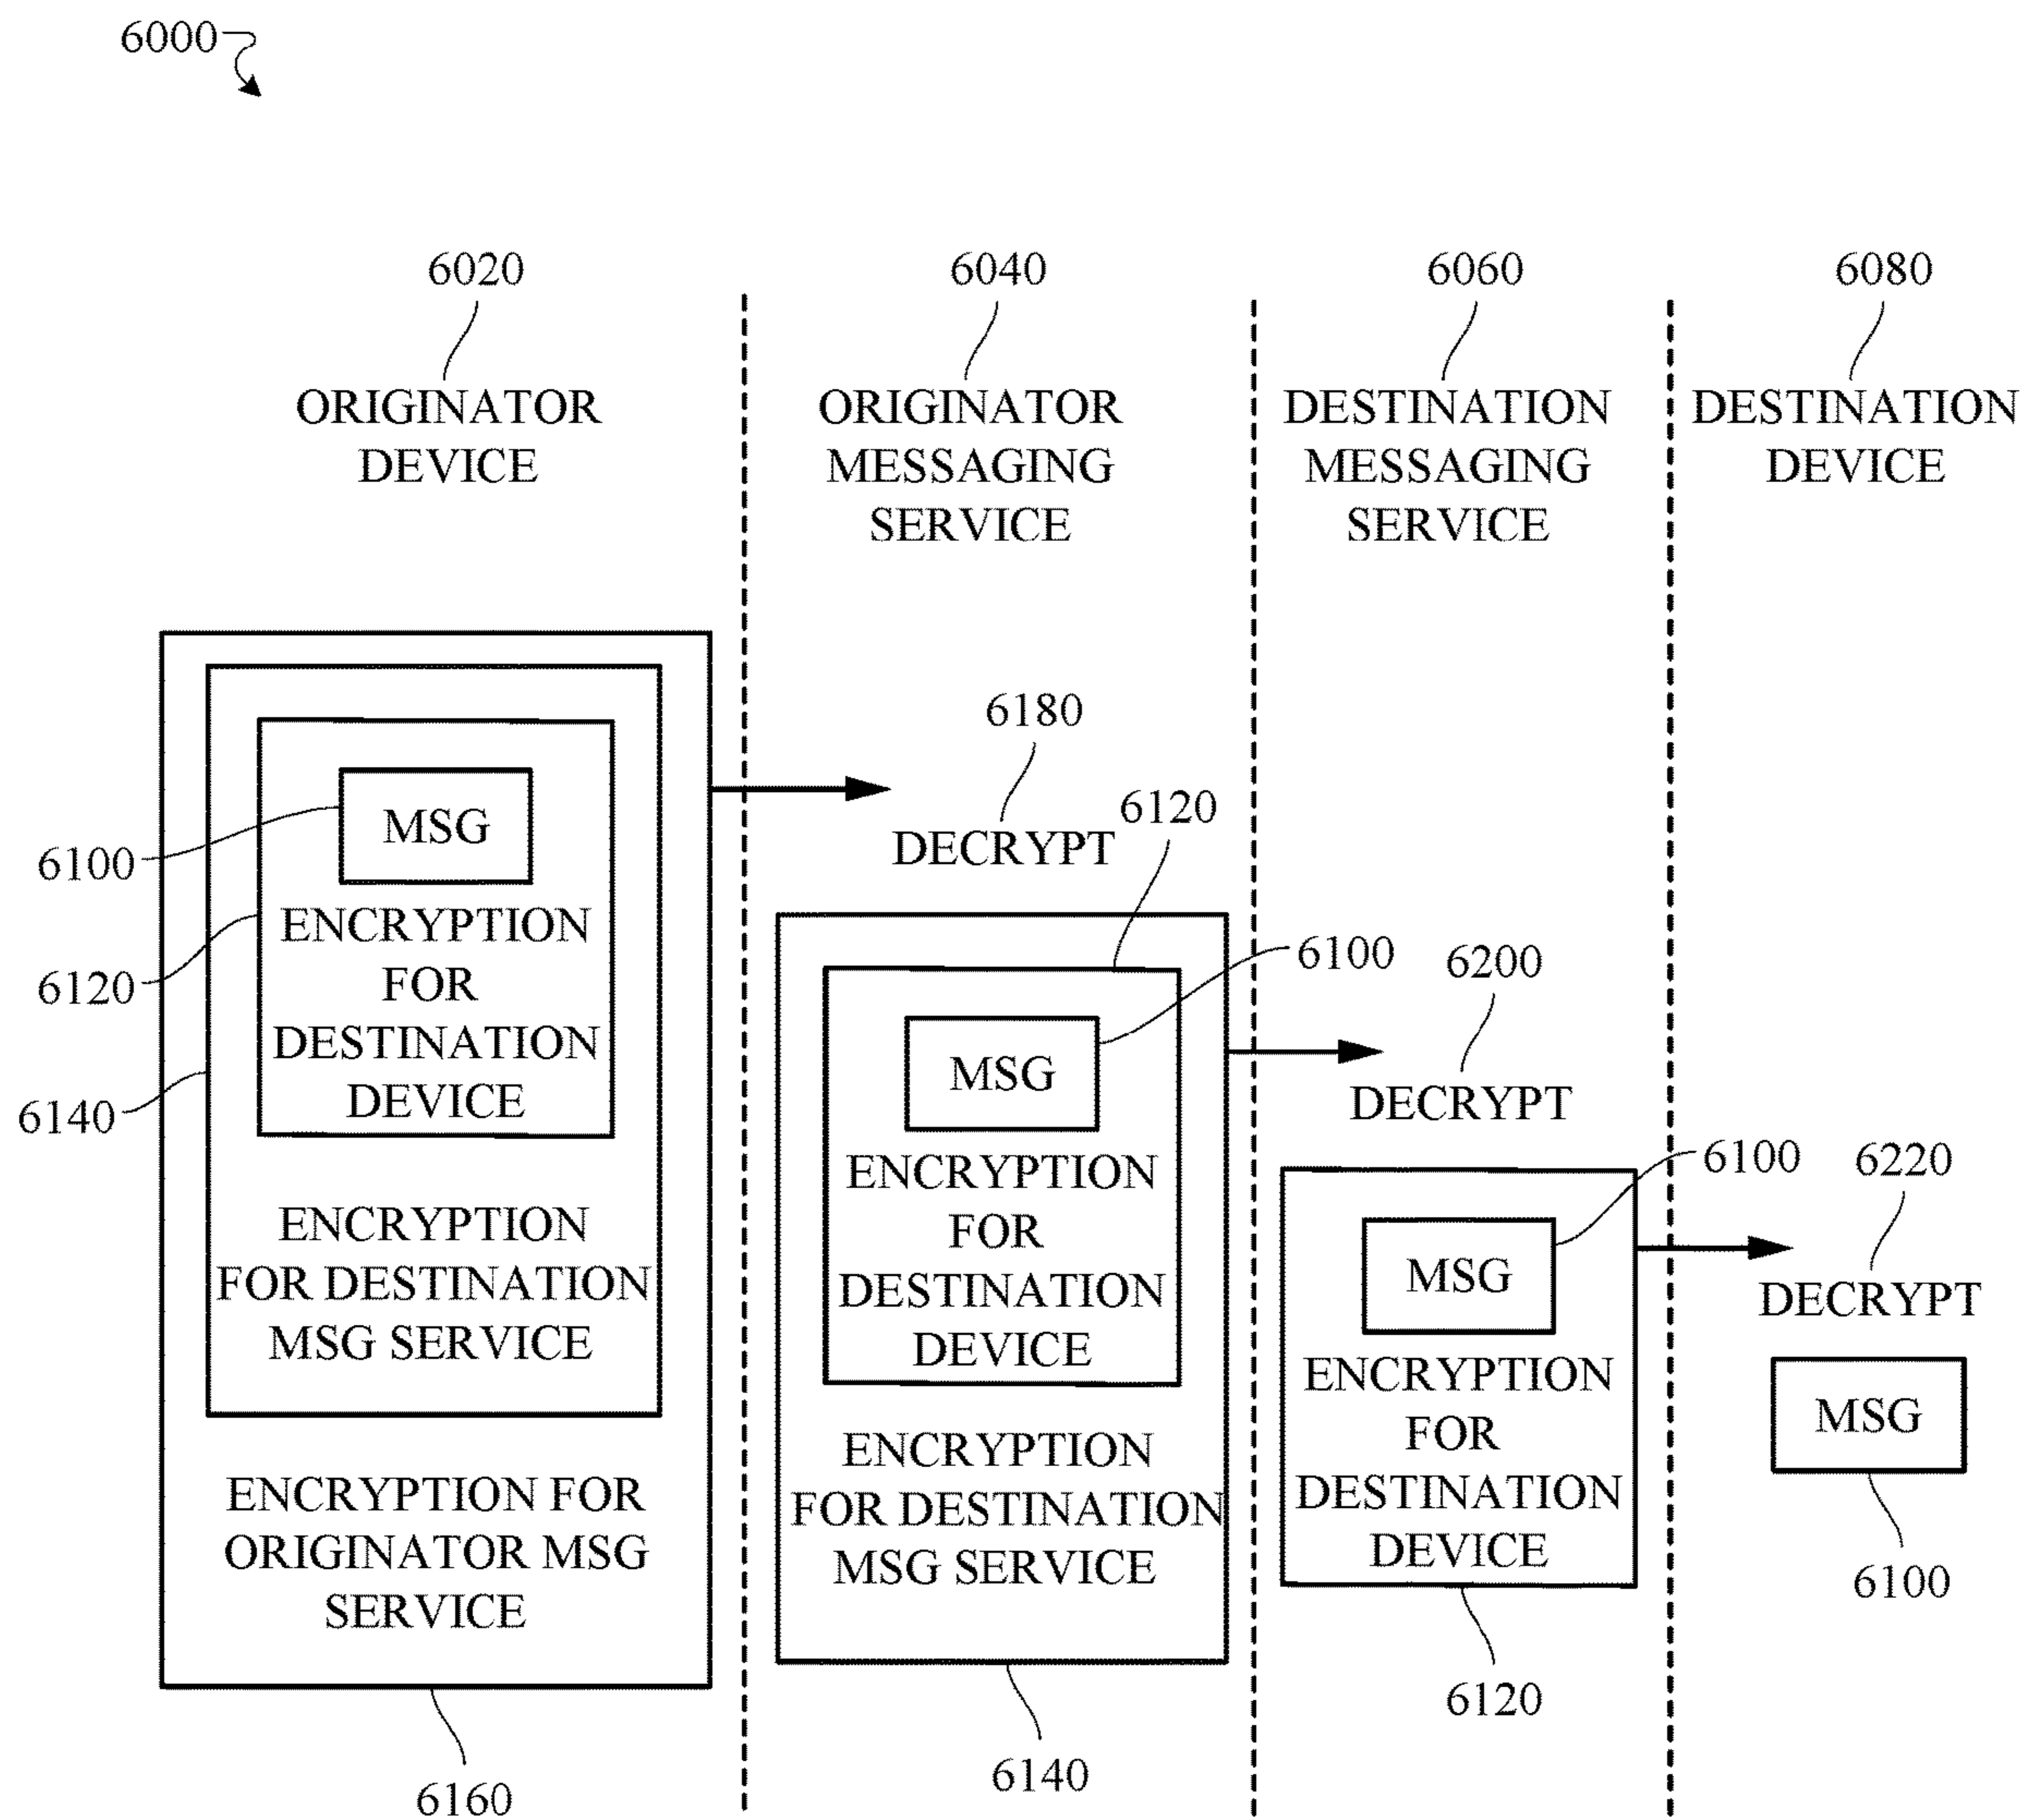 6000
6020
6040
6060
6080
ORIGINATOR
DEVICE
ORIGINATOR
MESSAGING
SERVICE
DESTINATION
MESSAGING
SERVICE
DESTINATION
DEVICE
MSG
6100
ENCRYPTION
FOR
DESTINATION
DEVICE
6120
6140
ENCRYPTION
FOR DESTINATION
MSG SERVICE
ENCRYPTION FOR
ORIGINATOR MSG
SERVICE
6160
6180
DECRYPT
6120
6100
MSG
ENCRYPTION
FOR
DESTINATION
DEVICE
ENCRYPTION
FOR DESTINATION
MSG SERVICE
6140
6200
DECRYPT
6100
MSG
ENCRYPTION
FOR
DESTINATION
DEVICE
6120
6220
DECRYPT
MSG
6100